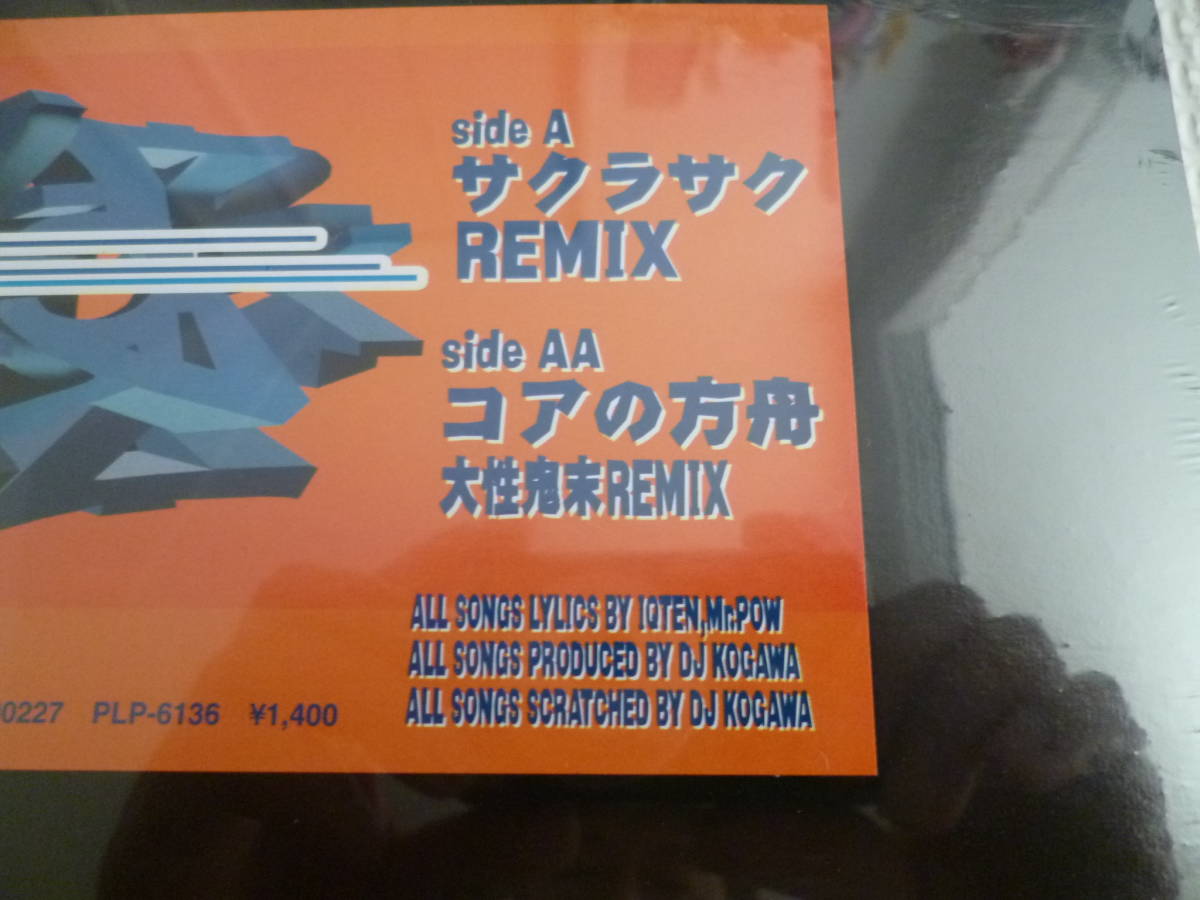 side A
サクラサク
REMIX
side AA
コアの方舟
大性鬼末REMIX
ALL SONGS LYLICS BY IQTEN,Mr.POW
ALL SONGS PRODUCED BY DJ KOGAWA
ALL SONGS SCRATCHED BY DJ KOGAWA
00227 PLP-6136 ¥1,400